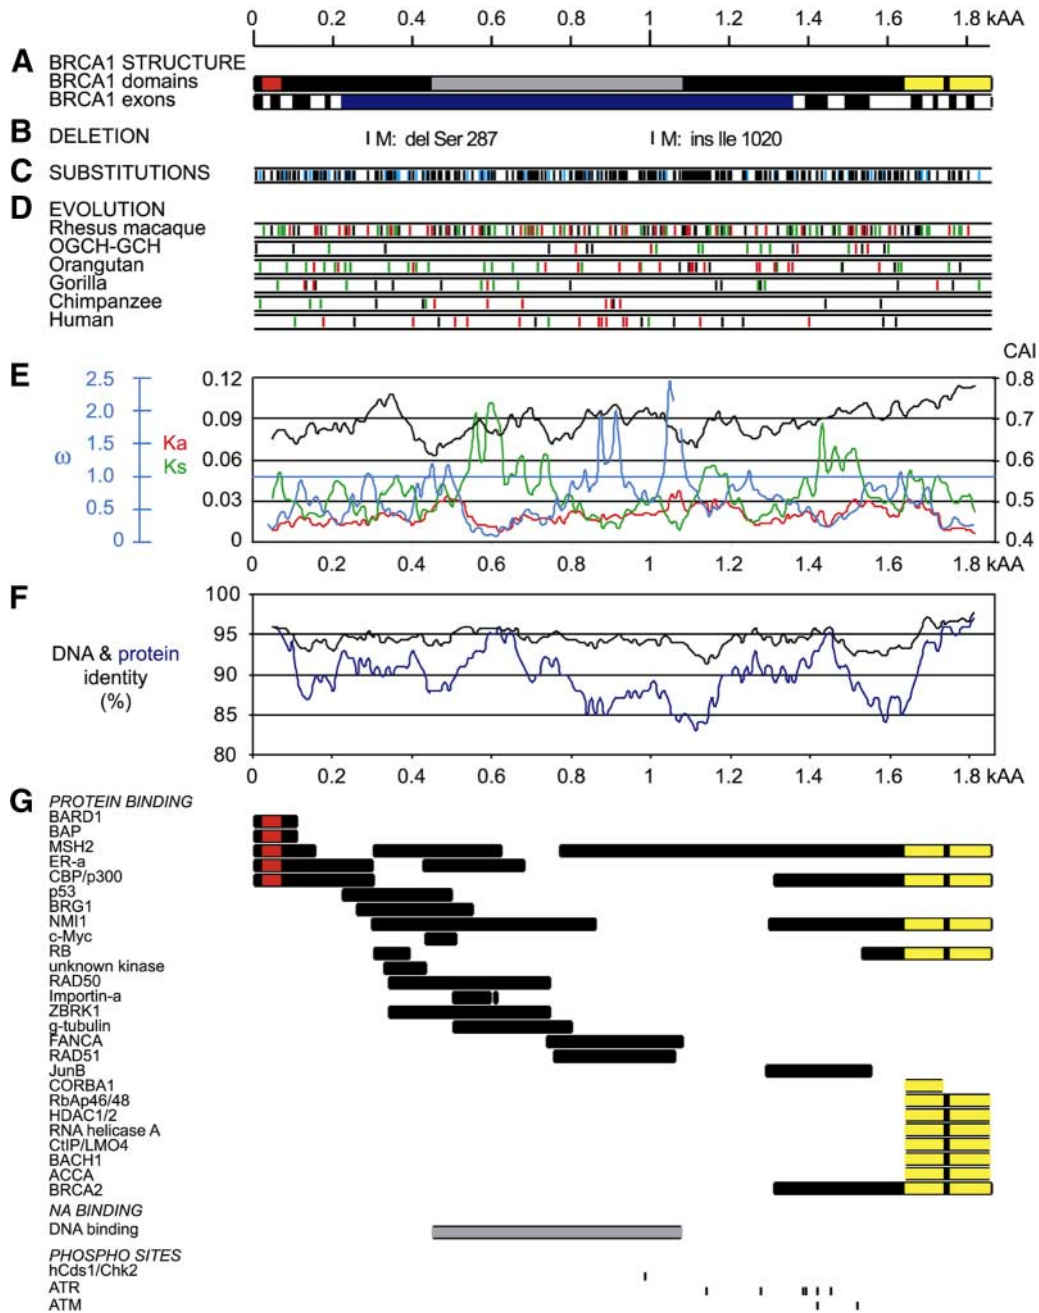 0 0.2 0.4 0.6 0.8 1 1.2 1.4 1.6 1.8 kAA
A BRCA1 STRUCTURE
BRCA1 domains
BRCA1 exons
B DELETION M: del Ser 287 M: ins Ile 1020
C SUBSTITUTIONS
D EVOLUTION
Rhesus macaque
OGCH-GCH
Orangutan
Gorilla
Chimpanzee
Human
CAI
E 2.5 0.12 0.8
2.0 0.09 0.7
1.5 Ka
ω Ks 0.06 0.6
1.0
0.03 0.5
0.5
0 0 0.4
0 0.2 0.4 0.6 0.8 1 1.2 1.4 1.6 1.8 kAA
F 100
95
DNA & protein
identity 90
(%)
85
80
0 0.2 0.4 0.6 0.8 1 1.2 1.4 1.6 1.8 kAA
G PROTEIN BINDING
BARD1
BAP
MSH2
ER-a
CBP/p300
p53
BRG1
NMI1
c-Myc
RB
unknown kinase
RAD50
Importin-a
ZBRK1
g-tubulin
FANCA
RAD51
JunB
CORBA1
RbAp46/48
HDAC1/2
RNA helicase A
CtIP/LMO4
BACH1
ACCA
BRCA2
NA BINDING
DNA binding
PHOSPHO SITES
hCds1/Chk2
ATR
ATM